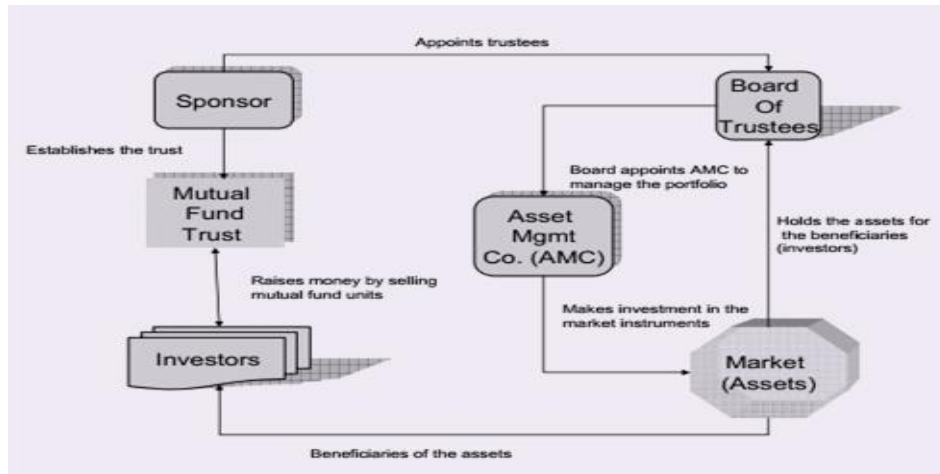 Appoints trustees
Sponsor
Board
Of
Trustees
Establishes the trust
Board appoints AMC to
manage the portfolio
Mutual
Fund
Trust
Asset
Mgmt
Co. (AMC)
Holds the assets for
the beneficiaries
(investors)
Raises money by selling
mutual fund units
Makes investment in the
market instruments
Investors
Market
(Assets)
Beneficiaries of the assets